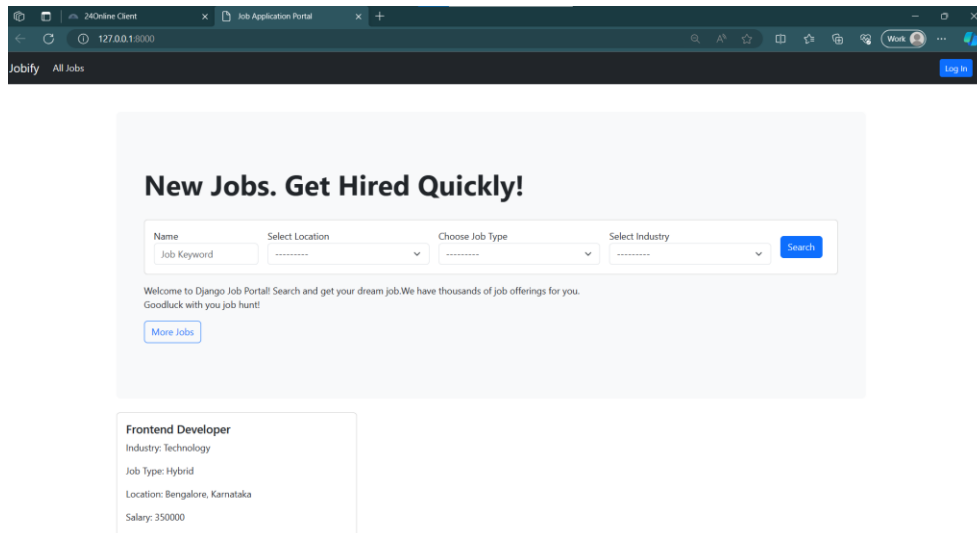 24Online Client
Job Application Portal
127.0.0.1:8000
Work
Jobify All Jobs Log In
New Jobs. Get Hired Quickly!
Name Select Location Choose Job Type Select Industry
Job Keyword --------- --------- --------- Search
Welcome to Django Job Portal! Search and get your dream job.We have thousands of job offerings for you.
Goodluck with you job hunt!
More Jobs
Frontend Developer
Industry: Technology
Job Type: Hybrid
Location: Bengalore, Karnataka
Salary: 350000